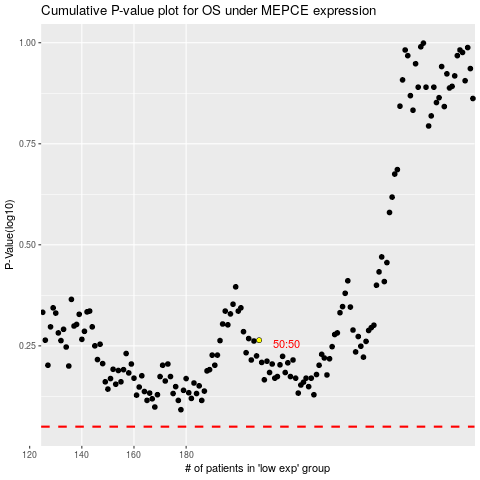 Cumulative P-value plot for OS under MEPCE expression
P-Value(log10)
1.00
0.75
0.50
0.25
50:50
120 140 160 180
# of patients in 'low exp' group